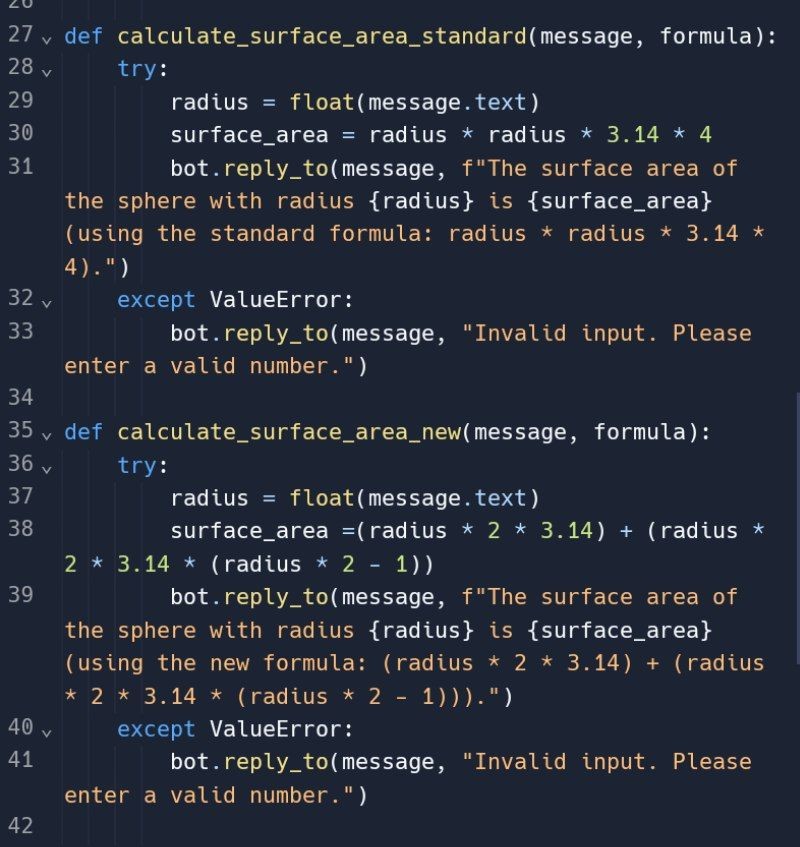 26
27 def calculate_surface_area_standard(message, formula):
28 try:
29 radius = float(message.text)
30 surface_area = radius * radius * 3.14 * 4
31 bot.reply_to(message, f"The surface area of
the sphere with radius {radius} is {surface_area}
(using the standard formula: radius * radius * 3.14 *
4).")
32 except ValueError:
33 bot.reply_to(message, "Invalid input. Please
enter a valid number.")
34
35 def calculate_surface_area_new(message, formula):
36 try:
37 radius = float(message.text)
38 surface_area =(radius * 2 * 3.14) + (radius *
2 * 3.14 * (radius * 2 - 1))
39 bot.reply_to(message, f"The surface area of
the sphere with radius {radius} is {surface_area}
(using the new formula: (radius * 2 * 3.14) + (radius
* 2 * 3.14 * (radius * 2 - 1))).")
40 except ValueError:
41 bot.reply_to(message, "Invalid input. Please
enter a valid number.")
42